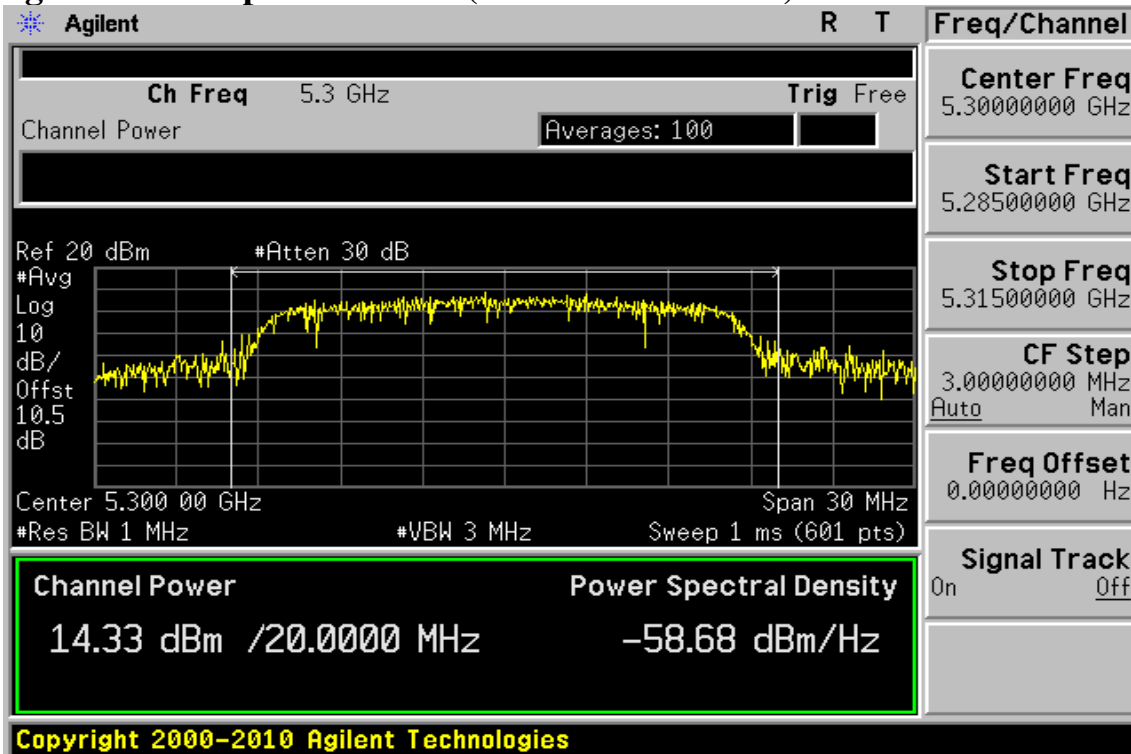 Agilent R T
Freq/Channel
Ch Freq 5.3 GHz Trig Free
Channel Power Averages: 100
Center Freq
5.30000000 GHz
Start Freq
5.28500000 GHz
Stop Freq
5.31500000 GHz
CF Step
3.00000000 MHz
Auto Man
Freq Offset
0.00000000 Hz
Signal Track
On Off
Ref 20 dBm #Atten 30 dB
#Avg
Log
10
dB/
Offst
10.5
dB
Center 5.300 00 GHz Span 30 MHz
#Res BW 1 MHz #VBW 3 MHz Sweep 1 ms (601 pts)
Channel Power Power Spectral Density
14.33 dBm /20.0000 MHz -58.68 dBm/Hz
Copyright 2000-2010 Agilent Technologies